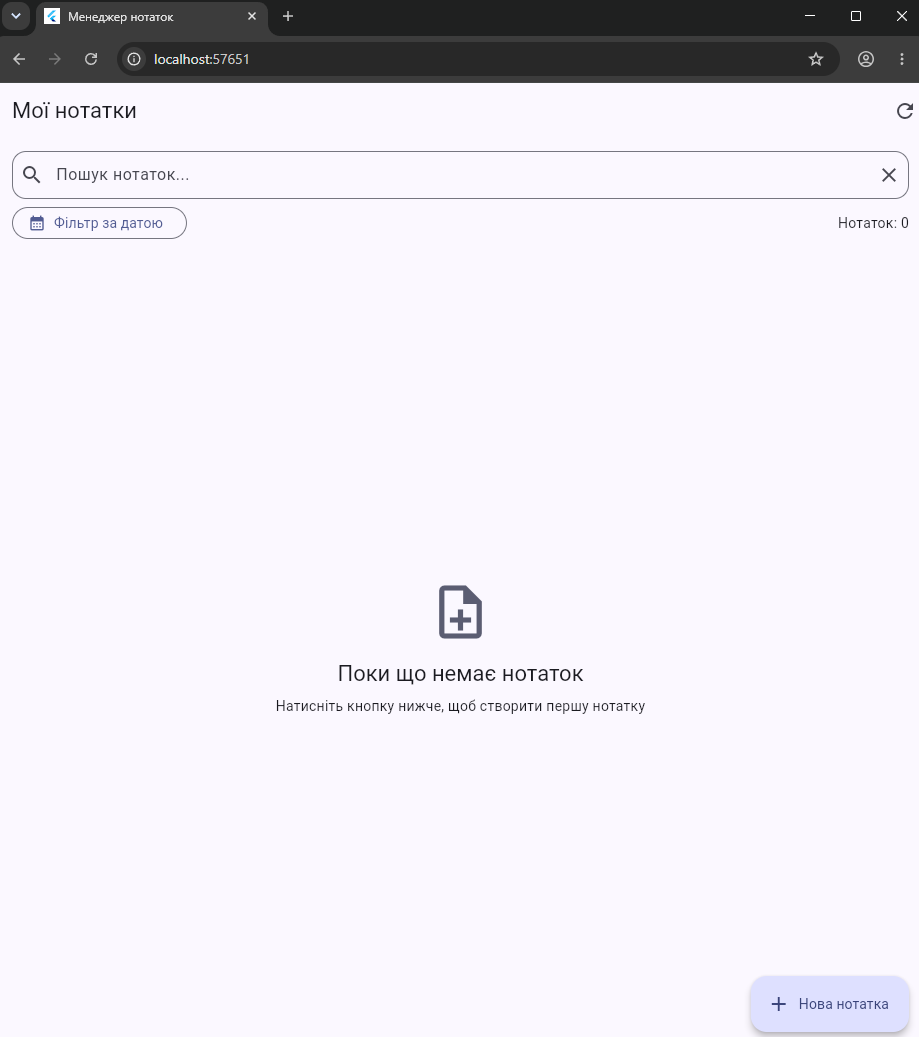 Менеджер нотаток
localhost:57651
Мої нотатки
Пошук нотаток...
Фільтр за датою
Нотаток: 0
Поки що немає нотаток
Натисніть кнопку нижче, щоб створити першу нотатку
Нова нотатка